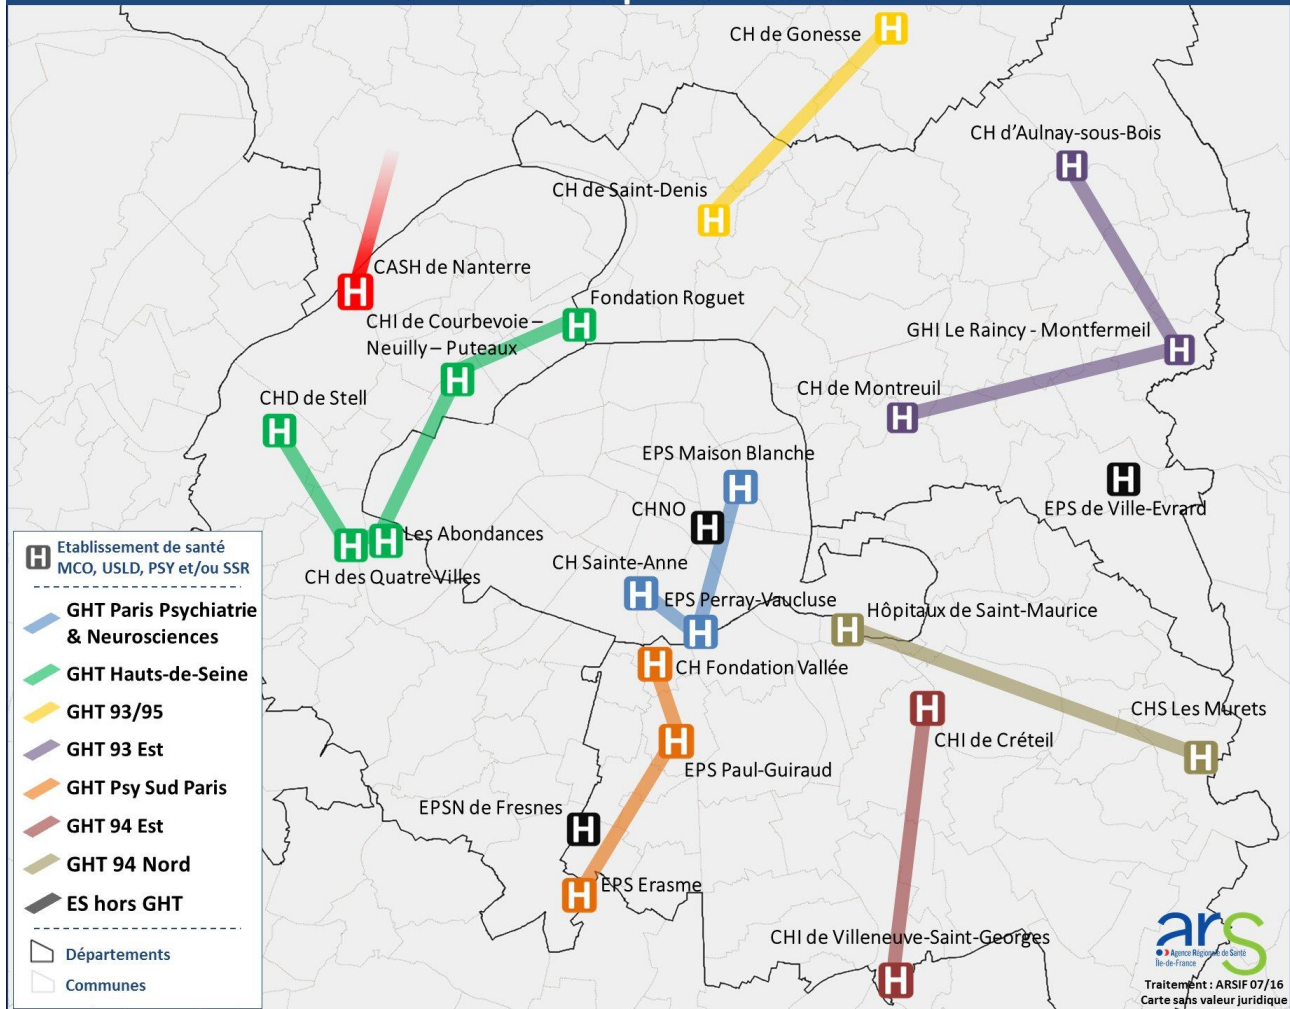 CH de Gonesse
H
CH d'Aulnay-sous-Bois
H
CH de Saint-Denis
H
CASH de Nanterre
H
Fondation Roguet
H
CHI de Courbevoie –
Neuilly – Puteaux
H
GHI Le Raincy - Montfermeil
H
CHD de Stell
H
CH de Montreuil
H
EPS Maison Blanche
H
EPS de Ville-Evrard
H
CHNO
H
Les Abondances
H
H
CH des Quatre Villes
CH Sainte-Anne
H
EPS Perray-Vaucluse
H
Hôpitaux de Saint-Maurice
H
CH Fondation Vallée
H
CHS Les Murets
H
CHI de Créteil
H
EPS Paul-Guiraud
H
EPSN de Fresnes
H
EPS Erasme
H
CHI de Villeneuve-Saint-Georges
H
H
Etablissement de santé
MCO, USLD, PSY et/ou SSR
GHT Paris Psychiatrie
& Neurosciences
GHT Hauts-de-Seine
GHT 93/95
GHT 93 Est
GHT Psy Sud Paris
GHT 94 Est
GHT 94 Nord
ES hors GHT
Départements
Communes
ars
Agence Régionale de Santé
Île-de-France
Traitement : ARSIF 07/16
Carte sans valeur juridique